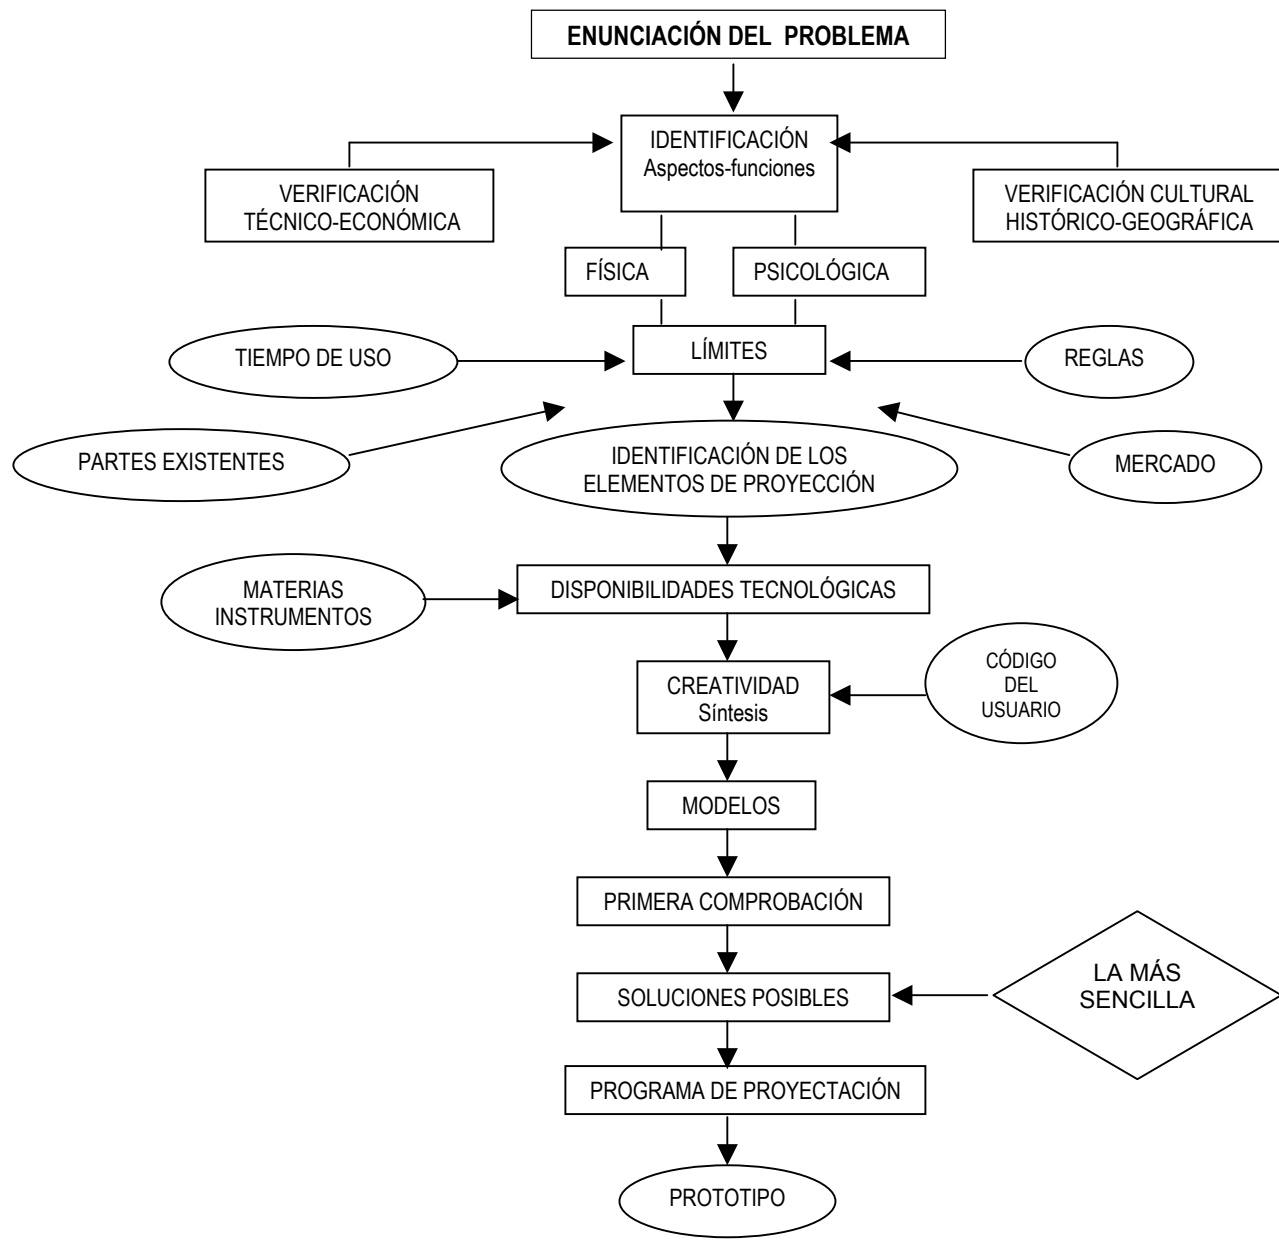 ENUNCIACIÓN DEL PROBLEMA
IDENTIFICACIÓN
Aspectos-funciones
VERIFICACIÓN
TÉCNICO-ECONÓMICA
VERIFICACIÓN CULTURAL
HISTÓRICO-GEOGRÁFICA
FÍSICA
PSICOLÓGICA
TIEMPO DE USO
LÍMITES
REGLAS
PARTES EXISTENTES
IDENTIFICACIÓN DE LOS
ELEMENTOS DE PROYECCIÓN
MERCADO
MATERIAS
INSTRUMENTOS
DISPONIBILIDADES TECNOLÓGICAS
CREATIVIDAD
Síntesis
CÓDIGO
DEL
USUARIO
MODELOS
PRIMERA COMPROBACIÓN
SOLUCIONES POSIBLES
LA MÁS
SENCILLA
PROGRAMA DE PROYECTACIÓN
PROTOTIPO